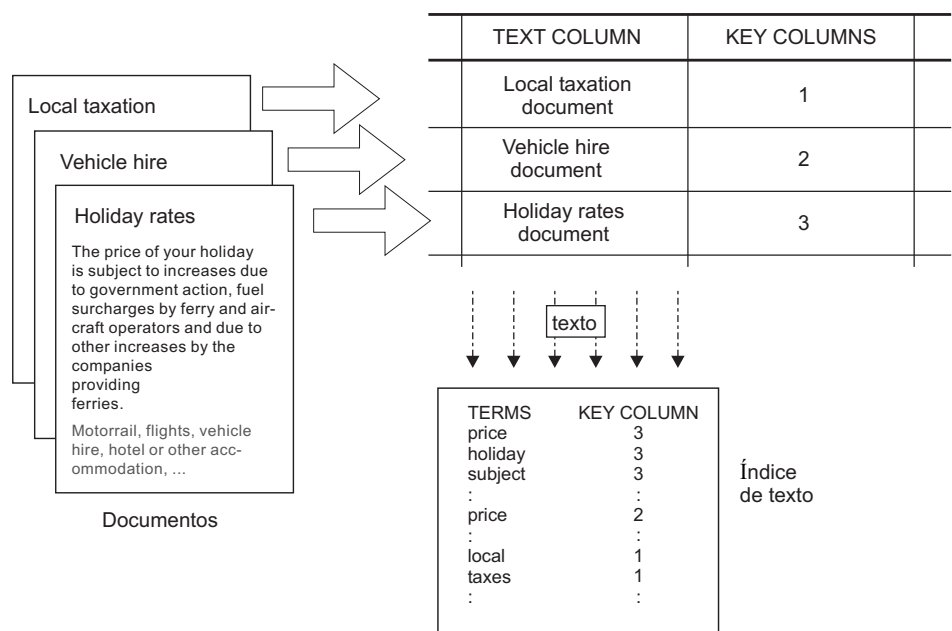 TEXT COLUMN KEY COLUMNS
Local taxation
document
1
Vehicle hire
document
2
Holiday rates
document
3
Local taxation
Vehicle hire
Holiday rates
The price of your holiday
is subject to increases due
to government action, fuel
surcharges by ferry and air-
craft operators and due to
other increases by the
companies
providing
ferries.
Motorrail, flights, vehicle
hire, hotel or other acc-
ommodation, ...
Documentos
texto
TERMS KEY COLUMN
price 3
holiday 3
subject 3
: :
price 2
: :
local 1
taxes 1
: :
Índice
de texto